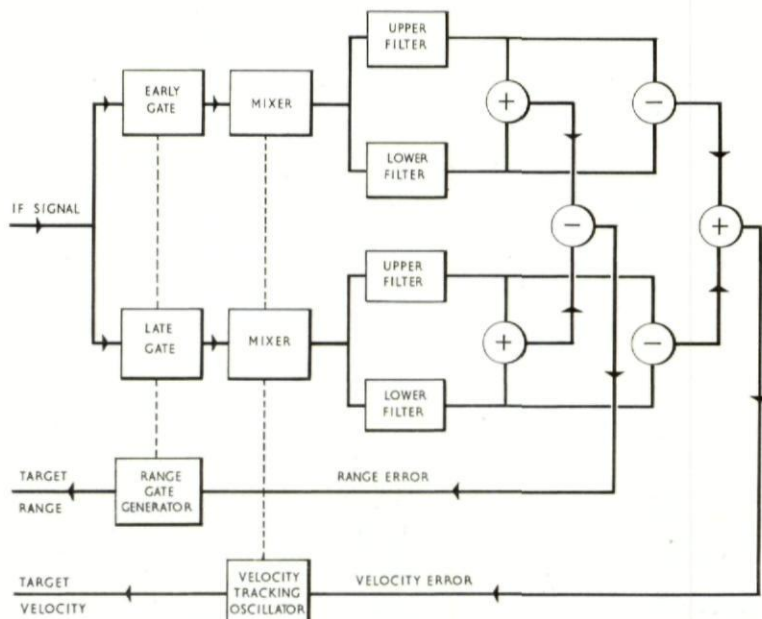 UPPER
FILTER
EARLY
GATE
MIXER
+
−
LOWER
FILTER
IF SIGNAL
−
+
UPPER
FILTER
LATE
GATE
MIXER
+
−
LOWER
FILTER
TARGET
RANGE
RANGE
GATE
GENERATOR
RANGE ERROR
TARGET
VELOCITY
VELOCITY
TRACKING
OSCILLATOR
VELOCITY ERROR